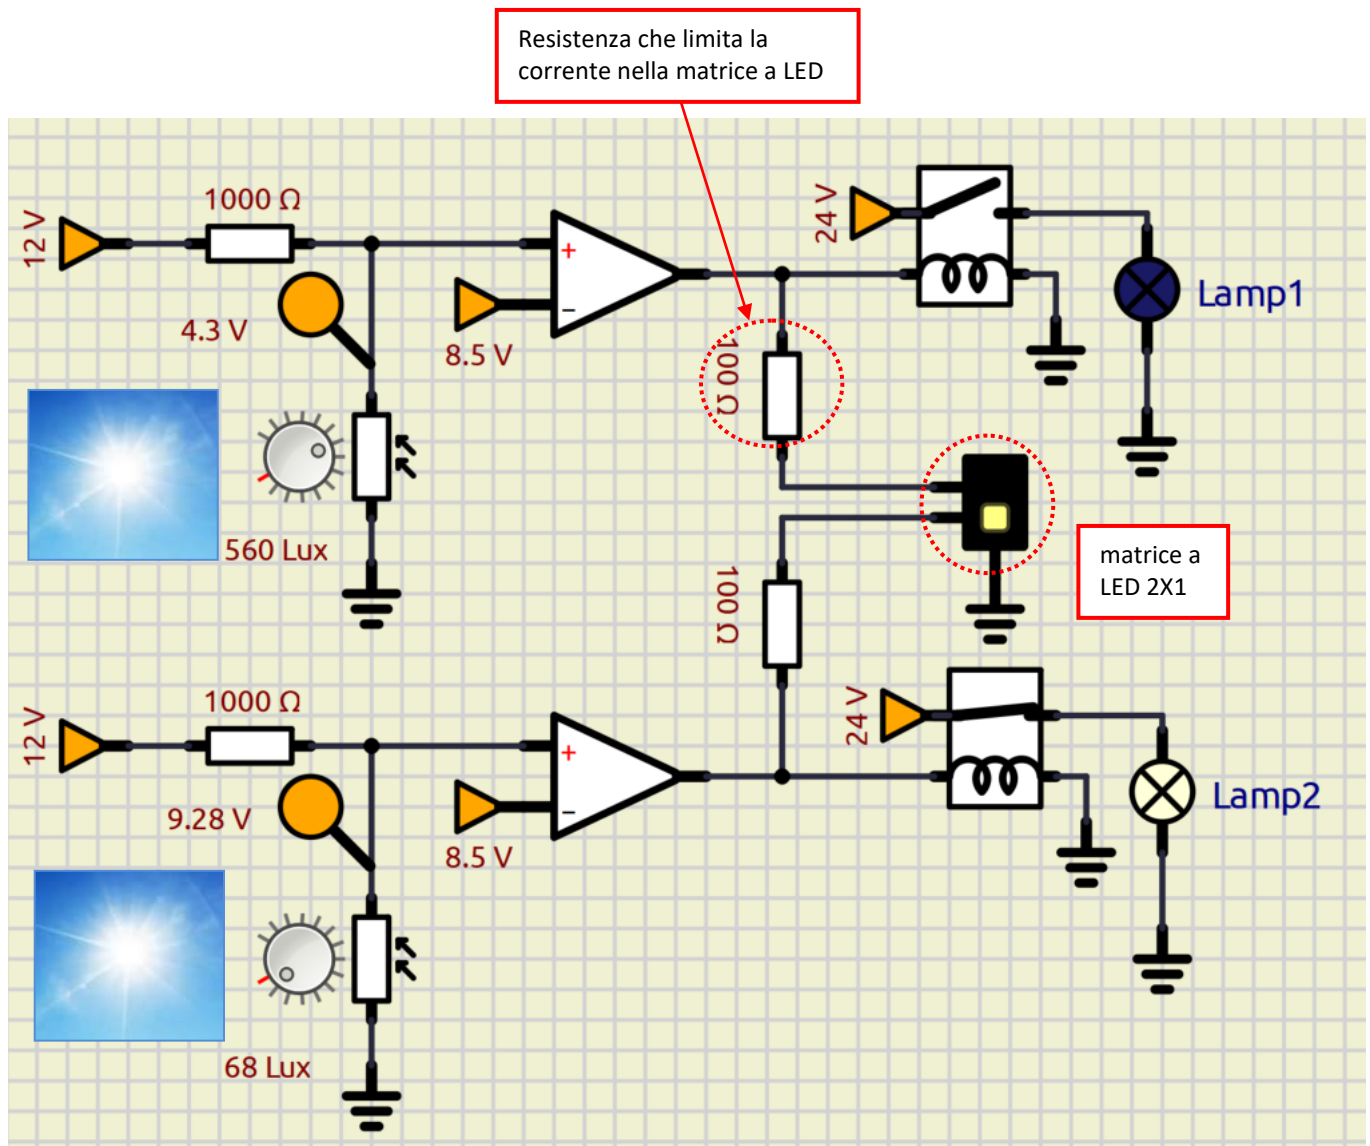 Resistenza che limita la
corrente nella matrice a LED
12 V
1000 Ω
4.3 V
560 Lux
+
−
8.5 V
24 V
Lamp1
100 Ω
matrice a
LED 2X1
100 Ω
12 V
1000 Ω
9.28 V
68 Lux
+
−
8.5 V
24 V
Lamp2